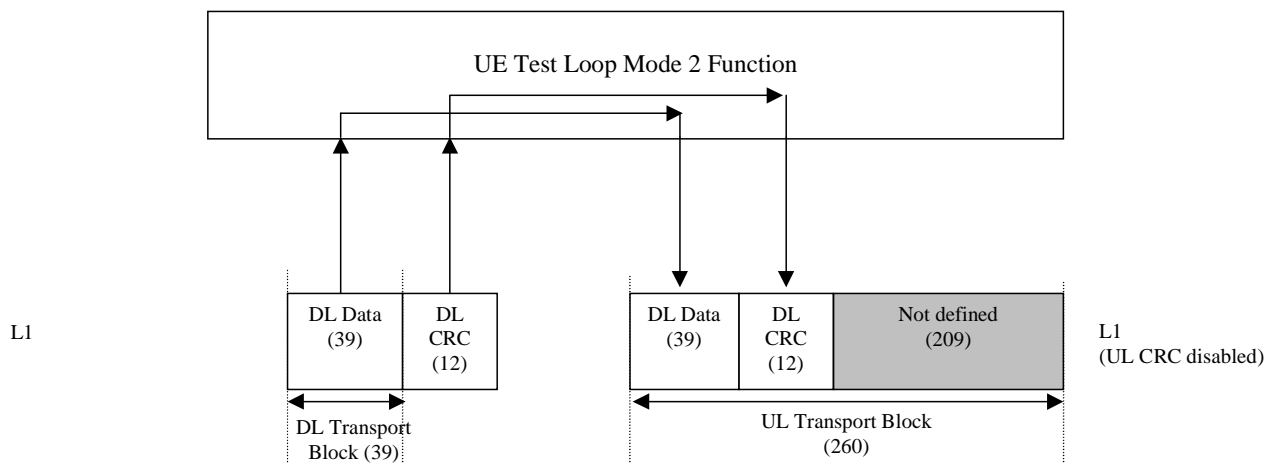 UE Test Loop Mode 2 Function
L1
DL Data
(39)
DL
CRC
(12)
DL Transport
Block (39)
DL Data
(39)
DL
CRC
(12)
Not defined
(209)
UL Transport Block
(260)
L1
(UL CRC disabled)